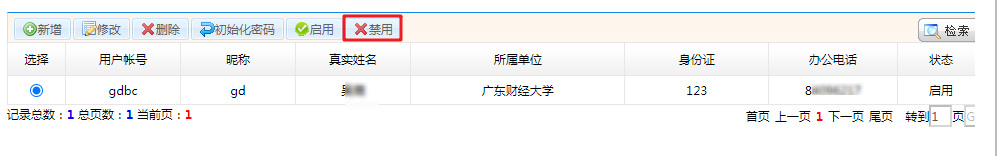 新增 修改 删除 初始化密码 启用 禁用 检索
选择 用户帐号 昵称 真实姓名 所属单位 身份证 办公电话 状态
gdbc gd 广东财经大学 123 启用
记录总数：1 总页数：1 当前页：1 首页 上一页 1 下一页 尾页 转到 1 页 G